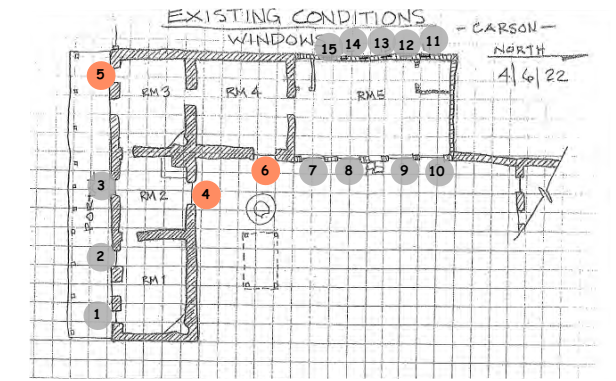 EXISTING CONDITIONS
WINDOWS
- CARSON -
NORTH
4/6/22
15 14 13 12 11
5
RM 3
RM 4
RM5
6
7
8
9
10
3
4
RM 2
2
RM 1
1